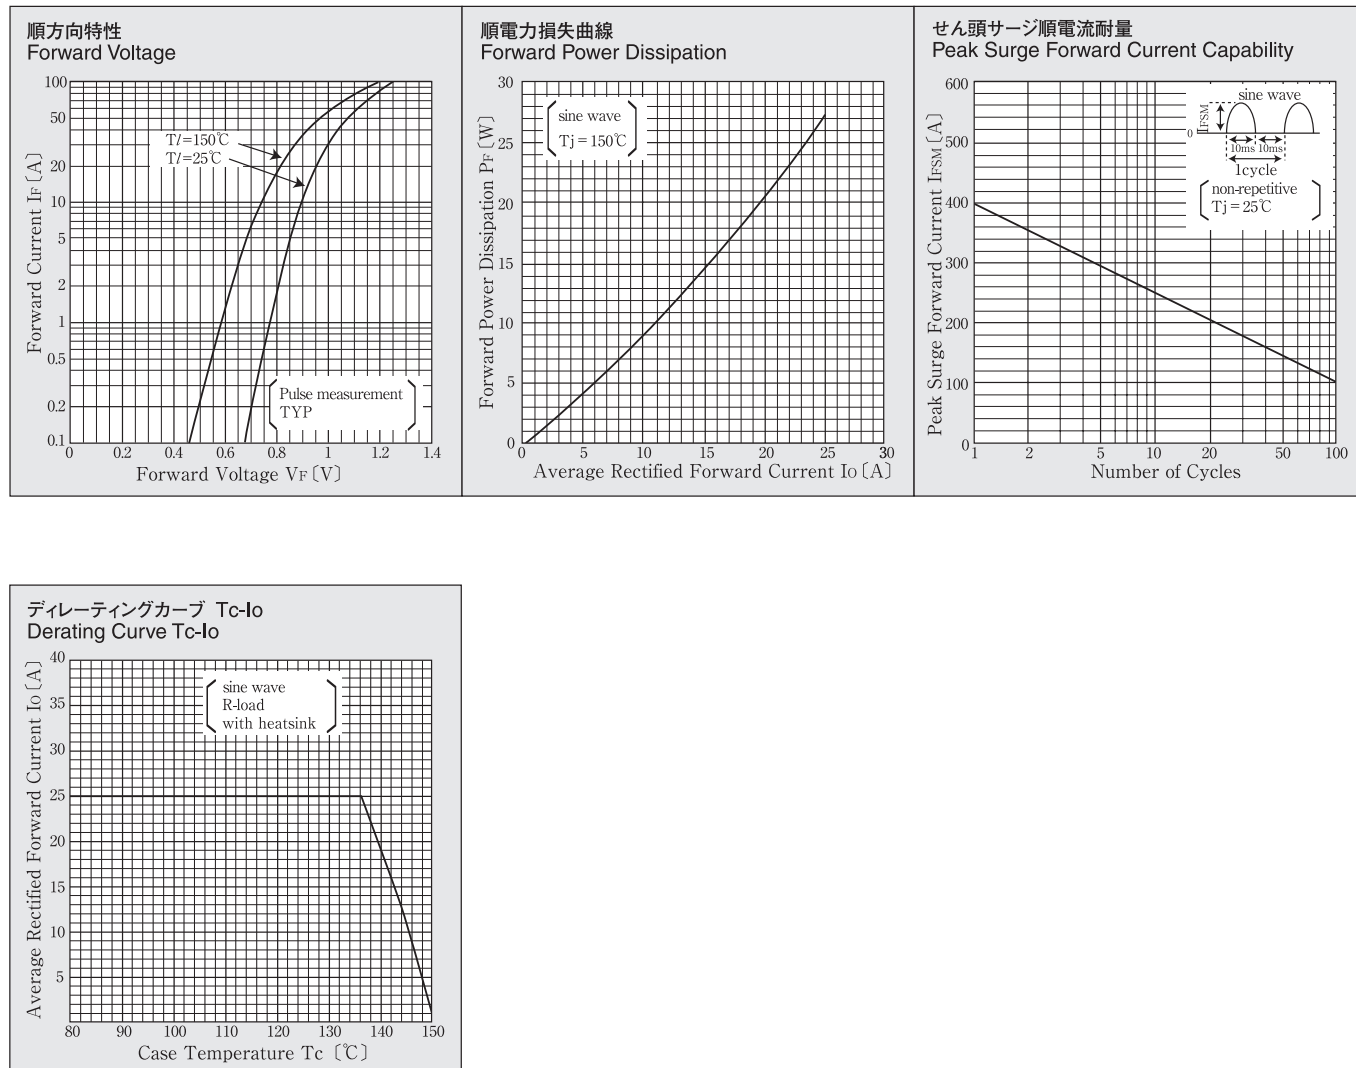 順方向特性
Forward Voltage
Forward Current IF〔A〕
100
50
20
10
5
2
1
0.5
0.2
0.1
Tl=150℃
Tl=25℃
Pulse measurement
TYP
0 0.2 0.4 0.6 0.8 1 1.2 1.4
Forward Voltage VF〔V〕
順電力損失曲線
Forward Power Dissipation
Forward Power Dissipation PF〔W〕
30
25
20
15
10
5
0
sine wave
Tj = 150℃
0 5 10 15 20 25 30
Average Rectified Forward Current Io〔A〕
せん頭サージ順電流耐量
Peak Surge Forward Current Capability
Peak Surge Forward Current IFSM〔A〕
600
500
400
300
200
100
0
sine wave
IFSM
0
10ms 10ms
1cycle
non-repetitive
Tj = 25℃
1 2 5 10 20 50 100
Number of Cycles
ディレーティングカーブ Tc-Io
Derating Curve Tc-Io
Average Rectified Forward Current Io〔A〕
40
35
30
25
20
15
10
5
sine wave
R-load
with heatsink
80 90 100 110 120 130 140 150
Case Temperature Tc〔℃〕